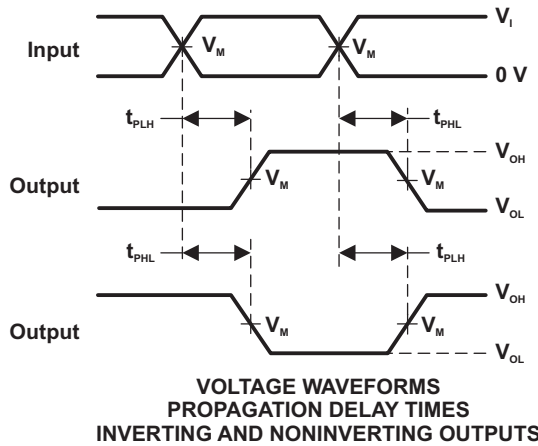 V_I
Input
V_M
V_M
0 V
t_PLH
t_PHL
V_OH
Output
V_M
V_M
V_OL
t_PHL
t_PLH
V_OH
Output
V_M
V_M
V_OL
VOLTAGE WAVEFORMS
PROPAGATION DELAY TIMES
INVERTING AND NONINVERTING OUTPUTS